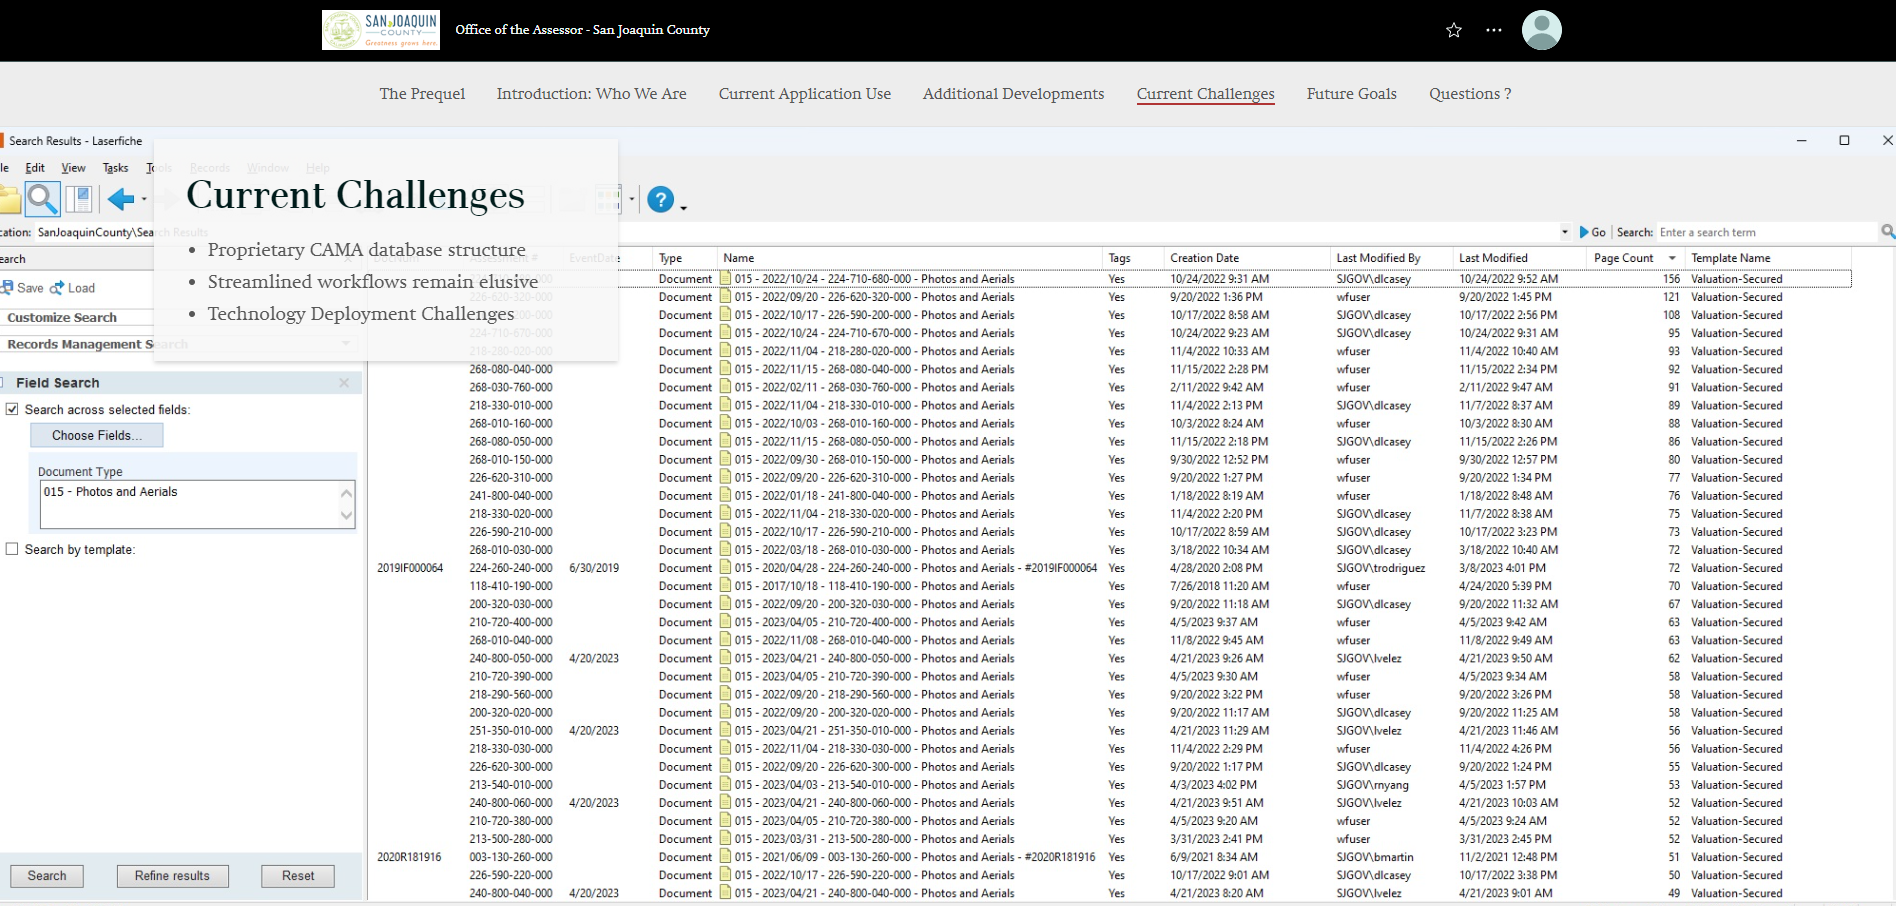 SAN JOAQUIN
COUNTY
Greatness grows here.
Office of the Assessor - San Joaquin County
The Prequel Introduction: Who We Are Current Application Use Additional Developments Current Challenges Future Goals Questions ?
Search Results - Laserfiche
le Edit View Tasks Tools Records Window Help
Current Challenges
• Proprietary CAMA database structure
• Streamlined workflows remain elusive
• Technology Deployment Challenges
cation: SanJoaquinCounty\Search Results Go Search: Enter a search term
earch
Save Load
Customize Search
Records Management Search
Field Search
Search across selected fields:
Choose Fields...
Document Type
015 - Photos and Aerials
Search by template:
Search Refine results Reset
Assessment # EventDate Type Name Tags Creation Date Last Modified By Last Modified Page Count Template Name
Document 015 - 2022/10/24 - 224-710-680-000 - Photos and Aerials Yes 10/24/2022 9:31 AM SJGOV\dlcasey 10/24/2022 9:52 AM 156 Valuation-Secured
226-620-320-000 Document 015 - 2022/09/20 - 226-620-320-000 - Photos and Aerials Yes 9/20/2022 1:36 PM wfuser 9/20/2022 1:45 PM 121 Valuation-Secured
Document 015 - 2022/10/17 - 226-590-200-000 - Photos and Aerials Yes 10/17/2022 8:58 AM SJGOV\dlcasey 10/17/2022 2:56 PM 108 Valuation-Secured
224-710-670-000 Document 015 - 2022/10/24 - 224-710-670-000 - Photos and Aerials Yes 10/24/2022 9:23 AM SJGOV\dlcasey 10/24/2022 9:31 AM 95 Valuation-Secured
218-280-020-000 Document 015 - 2022/11/04 - 218-280-020-000 - Photos and Aerials Yes 11/4/2022 10:33 AM wfuser 11/4/2022 10:40 AM 93 Valuation-Secured
268-080-040-000 Document 015 - 2022/11/15 - 268-080-040-000 - Photos and Aerials Yes 11/15/2022 2:28 PM wfuser 11/15/2022 2:34 PM 92 Valuation-Secured
268-030-760-000 Document 015 - 2022/02/11 - 268-030-760-000 - Photos and Aerials Yes 2/11/2022 9:42 AM wfuser 2/11/2022 9:47 AM 91 Valuation-Secured
218-330-010-000 Document 015 - 2022/11/04 - 218-330-010-000 - Photos and Aerials Yes 11/4/2022 2:13 PM SJGOV\dlcasey 11/7/2022 8:37 AM 89 Valuation-Secured
268-010-160-000 Document 015 - 2022/10/03 - 268-010-160-000 - Photos and Aerials Yes 10/3/2022 8:24 AM wfuser 10/3/2022 8:30 AM 88 Valuation-Secured
268-080-050-000 Document 015 - 2022/11/15 - 268-080-050-000 - Photos and Aerials Yes 11/15/2022 2:18 PM SJGOV\dlcasey 11/15/2022 2:26 PM 86 Valuation-Secured
268-010-150-000 Document 015 - 2022/09/30 - 268-010-150-000 - Photos and Aerials Yes 9/30/2022 12:52 PM wfuser 9/30/2022 12:57 PM 80 Valuation-Secured
226-620-310-000 Document 015 - 2022/09/20 - 226-620-310-000 - Photos and Aerials Yes 9/20/2022 1:27 PM wfuser 9/20/2022 1:34 PM 77 Valuation-Secured
241-800-040-000 Document 015 - 2022/01/18 - 241-800-040-000 - Photos and Aerials Yes 1/18/2022 8:19 AM wfuser 1/18/2022 8:48 AM 76 Valuation-Secured
218-330-020-000 Document 015 - 2022/11/04 - 218-330-020-000 - Photos and Aerials Yes 11/4/2022 2:20 PM SJGOV\dlcasey 11/7/2022 8:38 AM 75 Valuation-Secured
226-590-210-000 Document 015 - 2022/10/17 - 226-590-210-000 - Photos and Aerials Yes 10/17/2022 8:59 AM SJGOV\dlcasey 10/17/2022 3:23 PM 73 Valuation-Secured
268-010-030-000 Document 015 - 2022/03/18 - 268-010-030-000 - Photos and Aerials Yes 3/18/2022 10:34 AM SJGOV\dlcasey 3/18/2022 10:40 AM 72 Valuation-Secured
2019IF000064 224-260-240-000 6/30/2019 Document 015 - 2020/04/28 - 224-260-240-000 - Photos and Aerials - #2019IF000064 Yes 4/28/2020 2:08 PM SJGOV\trodriguez 3/8/2023 4:01 PM 72 Valuation-Secured
118-410-190-000 Document 015 - 2017/10/18 - 118-410-190-000 - Photos and Aerials Yes 7/26/2018 11:20 AM wfuser 4/24/2020 5:39 PM 70 Valuation-Secured
200-320-030-000 Document 015 - 2022/09/20 - 200-320-030-000 - Photos and Aerials Yes 9/20/2022 11:18 AM SJGOV\dlcasey 9/20/2022 11:32 AM 67 Valuation-Secured
210-720-400-000 Document 015 - 2023/04/05 - 210-720-400-000 - Photos and Aerials Yes 4/5/2023 9:37 AM wfuser 4/5/2023 9:42 AM 63 Valuation-Secured
268-010-040-000 Document 015 - 2022/11/08 - 268-010-040-000 - Photos and Aerials Yes 11/8/2022 9:45 AM wfuser 11/8/2022 9:49 AM 63 Valuation-Secured
240-800-050-000 4/20/2023 Document 015 - 2023/04/21 - 240-800-050-000 - Photos and Aerials Yes 4/21/2023 9:26 AM SJGOV\lvelez 4/21/2023 9:50 AM 62 Valuation-Secured
210-720-390-000 Document 015 - 2023/04/05 - 210-720-390-000 - Photos and Aerials Yes 4/5/2023 9:30 AM wfuser 4/5/2023 9:34 AM 58 Valuation-Secured
218-290-560-000 Document 015 - 2022/09/20 - 218-290-560-000 - Photos and Aerials Yes 9/20/2022 3:22 PM wfuser 9/20/2022 3:26 PM 58 Valuation-Secured
200-320-020-000 Document 015 - 2022/09/20 - 200-320-020-000 - Photos and Aerials Yes 9/20/2022 11:17 AM SJGOV\dlcasey 9/20/2022 11:25 AM 58 Valuation-Secured
251-350-010-000 4/20/2023 Document 015 - 2023/04/21 - 251-350-010-000 - Photos and Aerials Yes 4/21/2023 11:29 AM SJGOV\lvelez 4/21/2023 11:46 AM 56 Valuation-Secured
218-330-030-000 Document 015 - 2022/11/04 - 218-330-030-000 - Photos and Aerials Yes 11/4/2022 2:29 PM wfuser 11/4/2022 4:26 PM 56 Valuation-Secured
226-620-300-000 Document 015 - 2022/09/20 - 226-620-300-000 - Photos and Aerials Yes 9/20/2022 1:17 PM SJGOV\dlcasey 9/20/2022 1:24 PM 55 Valuation-Secured
213-540-010-000 Document 015 - 2023/04/03 - 213-540-010-000 - Photos and Aerials Yes 4/3/2023 4:02 PM SJGOV\rnyang 4/5/2023 1:57 PM 53 Valuation-Secured
240-800-060-000 4/20/2023 Document 015 - 2023/04/21 - 240-800-060-000 - Photos and Aerials Yes 4/21/2023 9:51 AM SJGOV\lvelez 4/21/2023 10:03 AM 52 Valuation-Secured
210-720-380-000 Document 015 - 2023/04/05 - 210-720-380-000 - Photos and Aerials Yes 4/5/2023 9:20 AM wfuser 4/5/2023 9:24 AM 52 Valuation-Secured
213-500-280-000 Document 015 - 2023/03/31 - 213-500-280-000 - Photos and Aerials Yes 3/31/2023 2:41 PM wfuser 3/31/2023 2:45 PM 52 Valuation-Secured
2020R181916 003-130-260-000 Document 015 - 2021/06/09 - 003-130-260-000 - Photos and Aerials - #2020R181916 Yes 6/9/2021 8:34 AM SJGOV\bmartin 11/2/2021 12:48 PM 51 Valuation-Secured
226-590-220-000 Document 015 - 2022/10/17 - 226-590-220-000 - Photos and Aerials Yes 10/17/2022 9:01 AM SJGOV\dlcasey 10/17/2022 3:38 PM 50 Valuation-Secured
240-800-040-000 4/20/2023 Document 015 - 2023/04/21 - 240-800-040-000 - Photos and Aerials Yes 4/21/2023 8:20 AM SJGOV\lvelez 4/21/2023 9:01 AM 49 Valuation-Secured